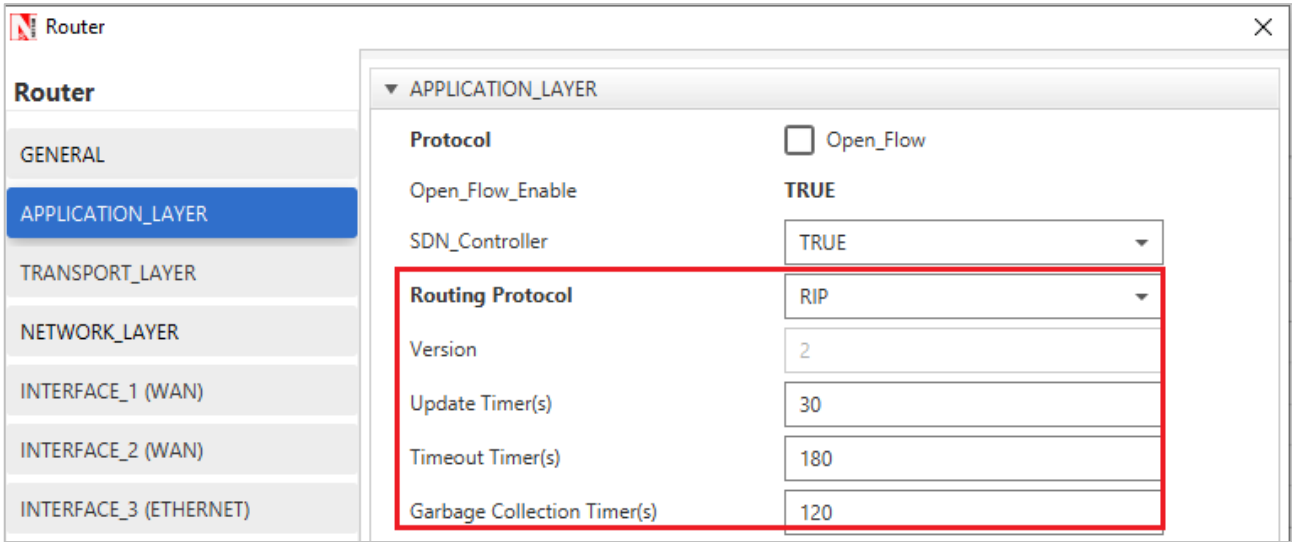 Router
Router
GENERAL
APPLICATION_LAYER
TRANSPORT_LAYER
NETWORK_LAYER
INTERFACE_1 (WAN)
INTERFACE_2 (WAN)
INTERFACE_3 (ETHERNET)
APPLICATION_LAYER
Protocol Open_Flow
Open_Flow_Enable TRUE
SDN_Controller TRUE
Routing Protocol RIP
Version 2
Update Timer(s) 30
Timeout Timer(s) 180
Garbage Collection Timer(s) 120